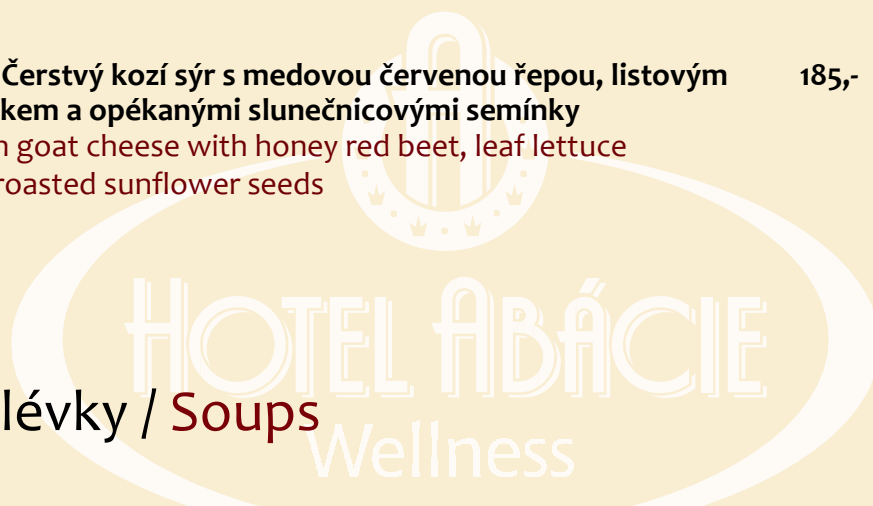 Čerstvý kozí sýr s medovou červenou řepou, listovým 185,-
kem a opékanými slunečnicovými semínky
goat cheese with honey red beet, leaf lettuce
roasted sunflower seeds
HOTEL ABÁCIE
lévky / Soups
Wellness